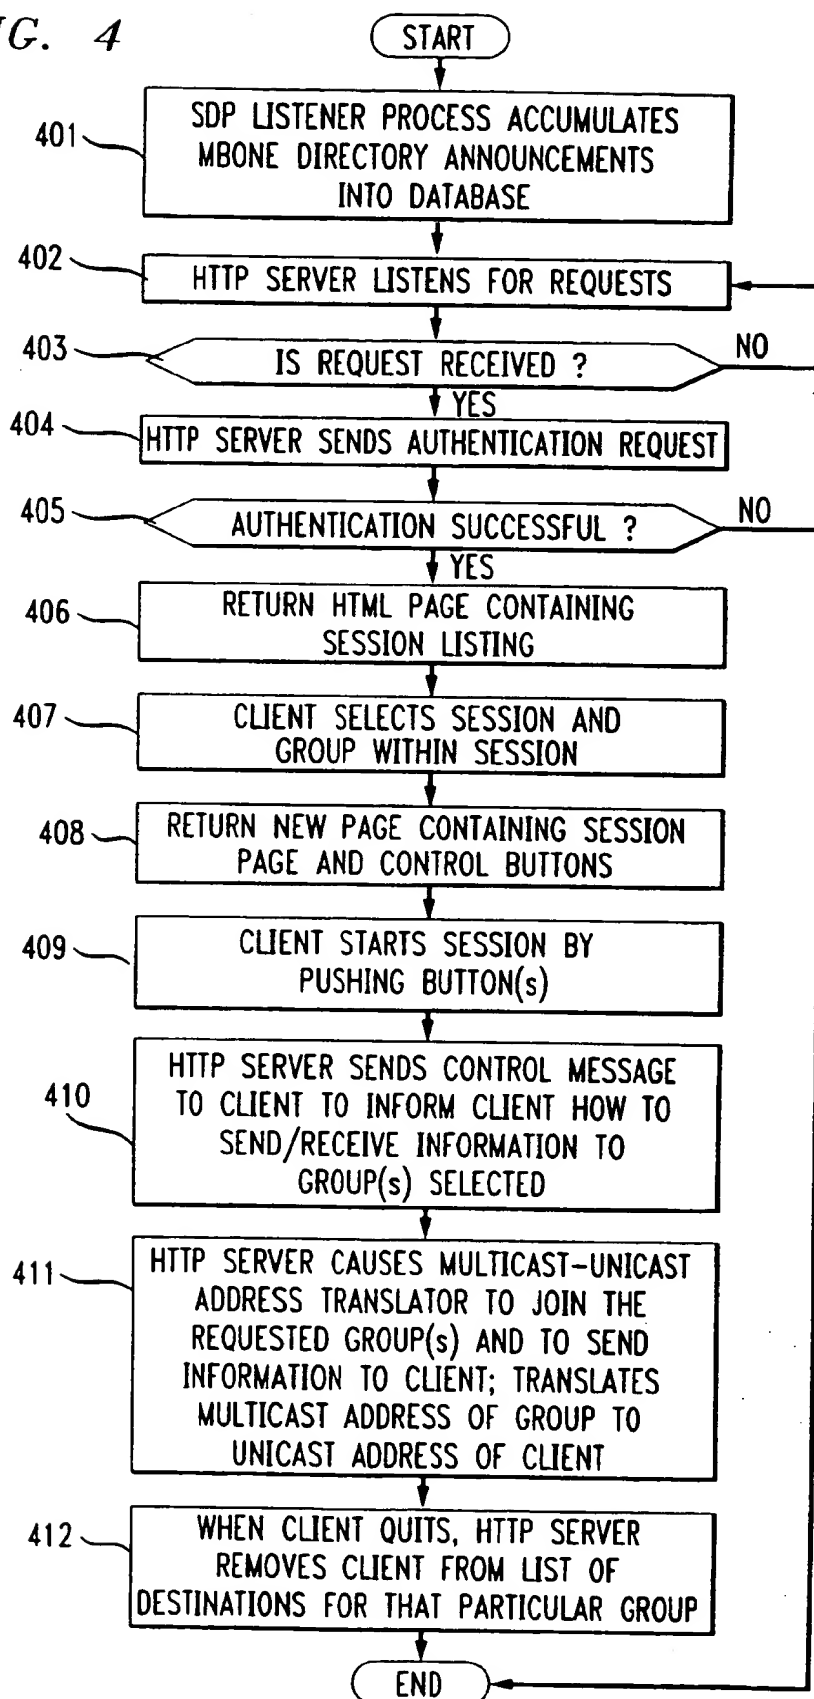 FIG. 4
START
401
SDP LISTENER PROCESS ACCUMULATES
MBONE DIRECTORY ANNOUNCEMENTS
INTO DATABASE
402
HTTP SERVER LISTENS FOR REQUESTS
403
IS REQUEST RECEIVED ?
NO
YES
404
HTTP SERVER SENDS AUTHENTICATION REQUEST
405
AUTHENTICATION SUCCESSFUL ?
NO
YES
406
RETURN HTML PAGE CONTAINING
SESSION LISTING
407
CLIENT SELECTS SESSION AND
GROUP WITHIN SESSION
408
RETURN NEW PAGE CONTAINING SESSION
PAGE AND CONTROL BUTTONS
409
CLIENT STARTS SESSION BY
PUSHING BUTTON(s)
410
HTTP SERVER SENDS CONTROL MESSAGE
TO CLIENT TO INFORM CLIENT HOW TO
SEND/RECEIVE INFORMATION TO
GROUP(s) SELECTED
411
HTTP SERVER CAUSES MULTICAST-UNICAST
ADDRESS TRANSLATOR TO JOIN THE
REQUESTED GROUP(s) AND TO SEND
INFORMATION TO CLIENT; TRANSLATES
MULTICAST ADDRESS OF GROUP TO
UNICAST ADDRESS OF CLIENT
412
WHEN CLIENT QUITS, HTTP SERVER
REMOVES CLIENT FROM LIST OF
DESTINATIONS FOR THAT PARTICULAR GROUP
END